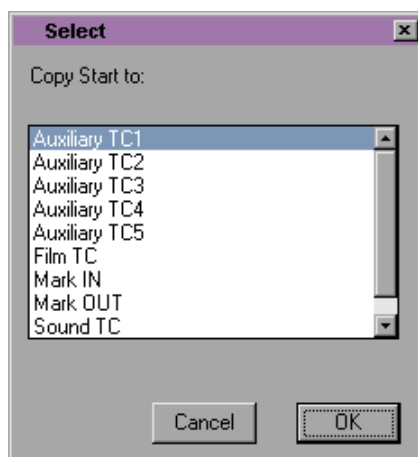 Select
Copy Start to:
Auxiliary TC1
Auxiliary TC2
Auxiliary TC3
Auxiliary TC4
Auxiliary TC5
Film TC
Mark IN
Mark OUT
Sound TC
Cancel OK